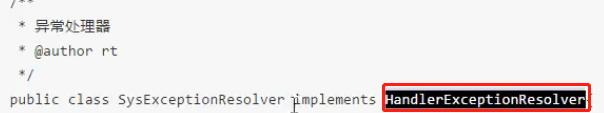 /**
* 异常处理器
* @author rt
*/
public class SysExceptionResolver implements HandlerExceptionResolver{